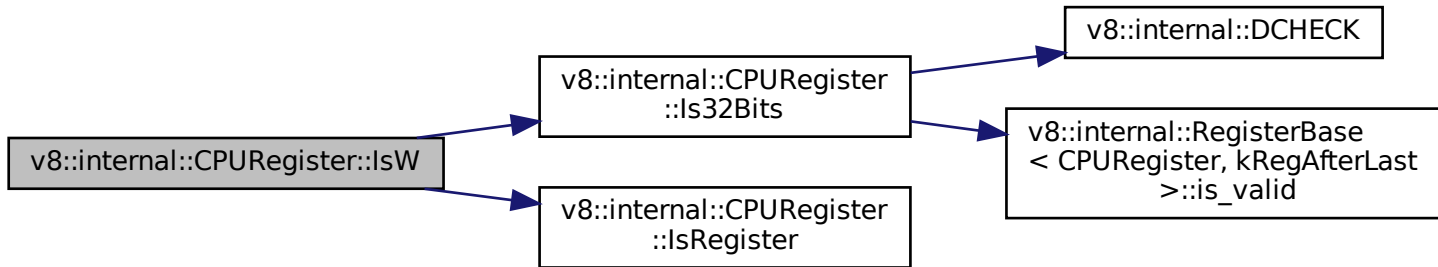 v8::internal::CPURegister::IsW
v8::internal::CPURegister
::Is32Bits
v8::internal::CPURegister
::IsRegister
v8::internal::DCHECK
v8::internal::RegisterBase
< CPURegister, kRegAfterLast
>::is_valid